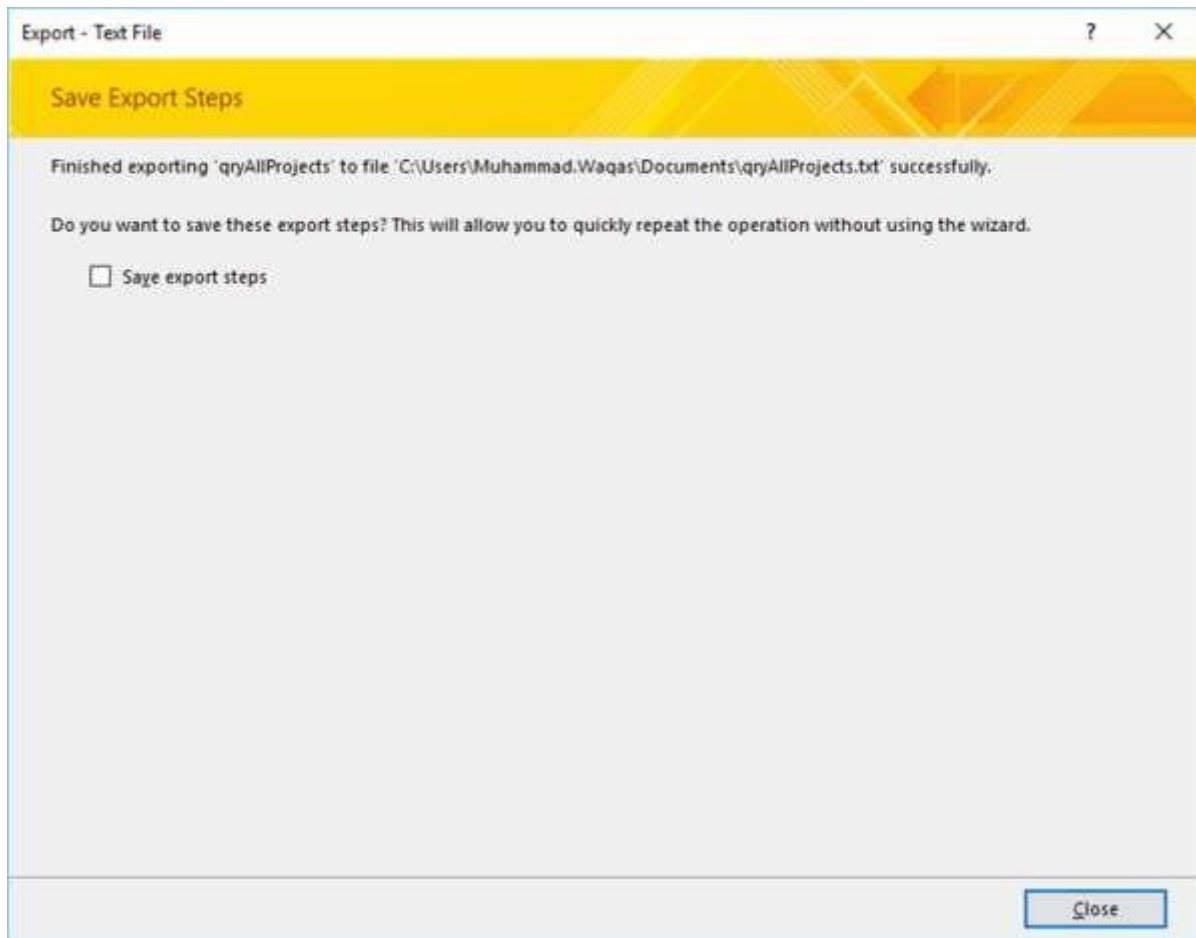 Export - Text File
?
Save Export Steps
Finished exporting 'qryAllProjects' to file 'C:\Users\Muhammad.Waqas\Documents\qryAllProjects.txt' successfully.
Do you want to save these export steps? This will allow you to quickly repeat the operation without using the wizard.
Save export steps
Close